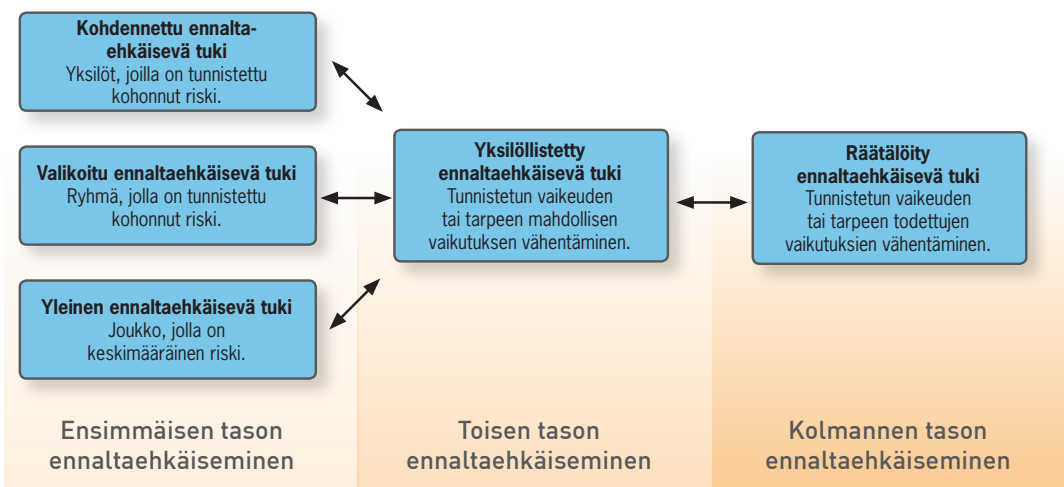 Kohdennettu ennalta-
ehkäisevä tuki
Yksilöt, joilla on tunnistettu
kohonnut riski.
Valikoitu ennaltaehkäisevä tuki
Ryhmä, jolla on tunnistettu
kohonnut riski.
Yleinen ennaltaehkäisevä tuki
Joukko, jolla on
keskimääräinen riski.
Yksilöllistetty
ennaltaehkäisevä tuki
Tunnistetun vaikeuden
tai tarpeen mahdollisen
vaikutuksen vähentäminen.
Räätälöity
ennaltaehkäisevä tuki
Tunnistetun vaikeuden
tai tarpeen todettujen
vaikutuksien vähentäminen.
Ensimmäisen tason
ennaltaehkäiseminen
Toisen tason
ennaltaehkäiseminen
Kolmannen tason
ennaltaehkäiseminen